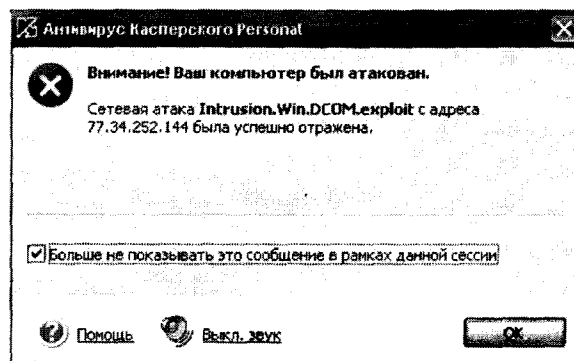 Антивирус Касперского Personal
Внимание! Ваш компьютер был атакован.
Сетевая атака Intrusion.Win.DCOM.exploit с адреса
77.34.252.144 была успешно отражена.
Больше не показывать это сообщение в рамках данной сессии
Помощь Выкл. звук OK